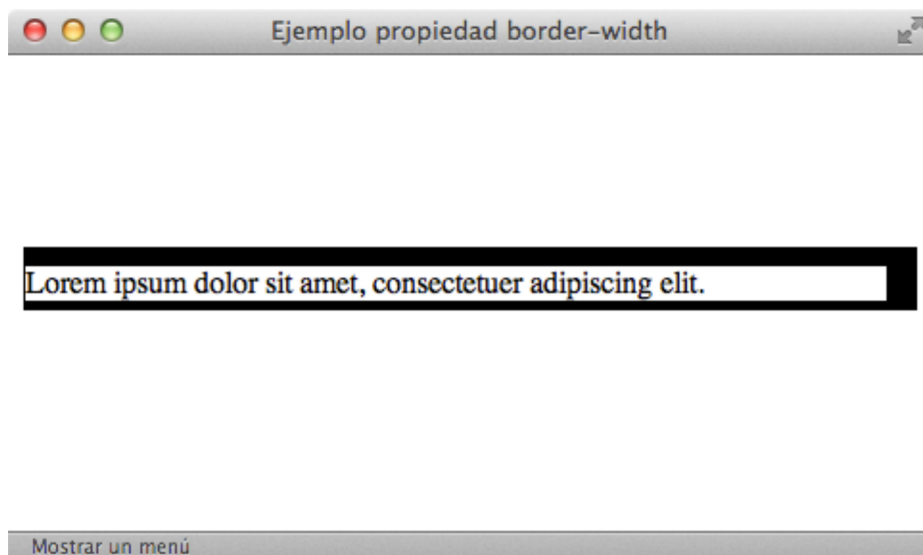 Ejemplo propiedad border-width
Lorem ipsum dolor sit amet, consectetuer adipiscing elit.
Mostrar un menú